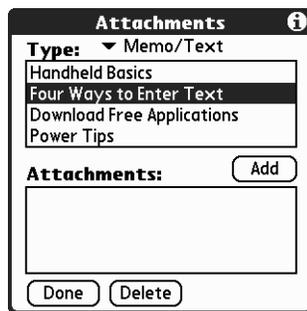 Attachments
Type: Memo/Text
Handheld Basics
Four Ways to Enter Text
Download Free Applications
Power Tips
Attachments: Add
Done Delete